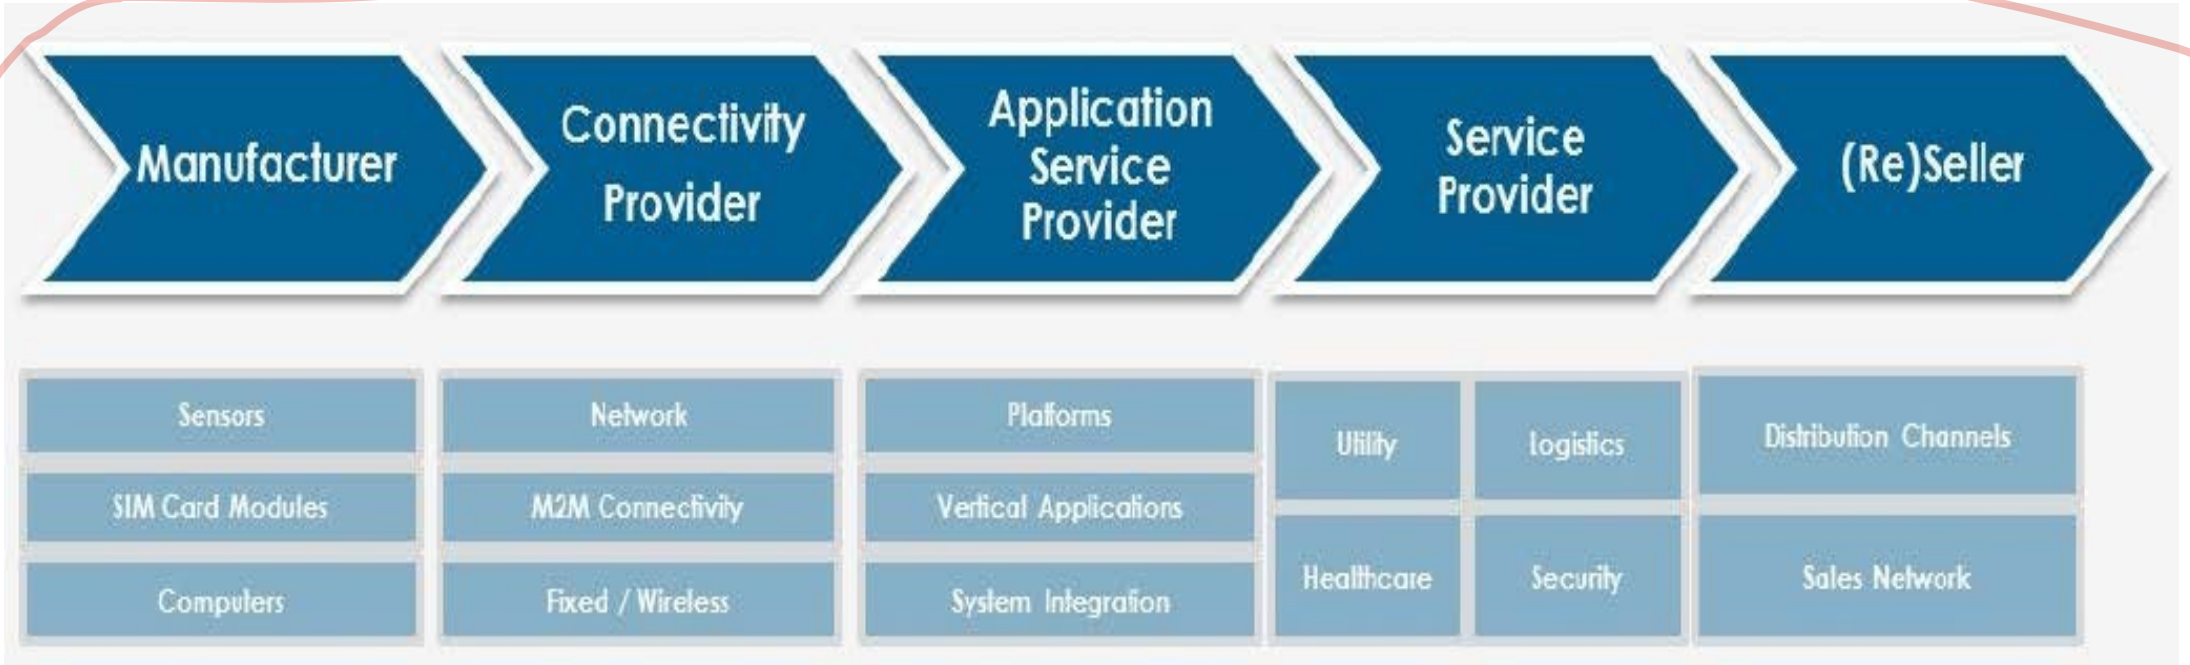 Manufacturer
Connectivity
Provider
Application
Service
Provider
Service
Provider
(Re)Seller
Sensors
SIM Card Modules
Computers
Network
M2M Connectivity
Fixed / Wireless
Platforms
Vertical Applications
System Integration
Utility
Logistics
Healthcare
Security
Distribution Channels
Sales Network